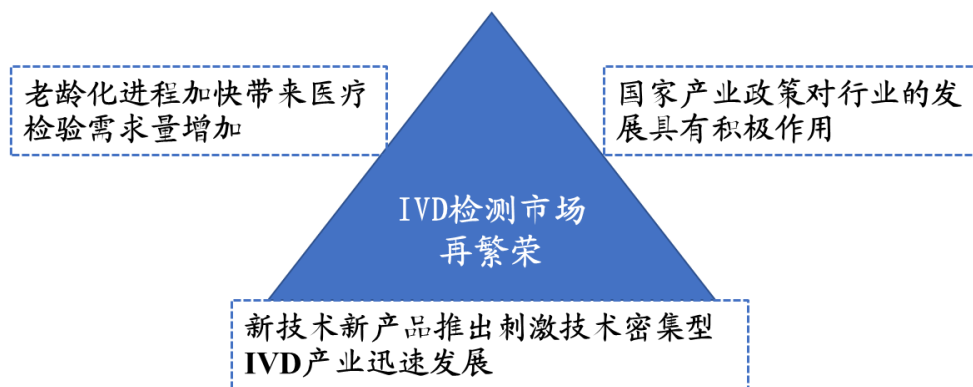 老龄化进程加快带来医疗
检验需求量增加
国家产业政策对行业的发
展具有积极作用
IVD检测市场
再繁荣
新技术新产品推出刺激技术密集型
IVD产业迅速发展